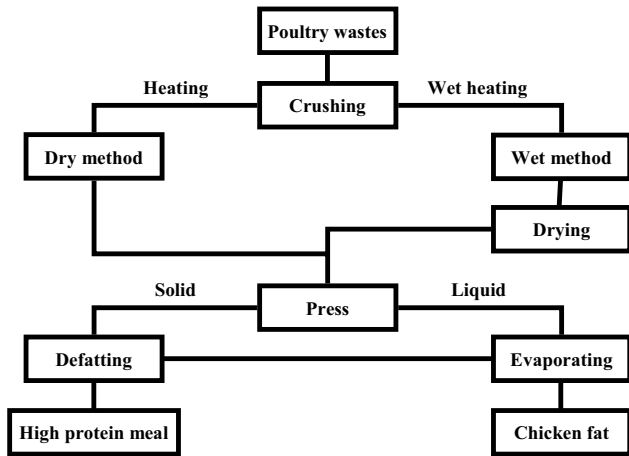 Poultry wastes
Heating
Crushing
Wet heating
Dry method
Wet method
Drying
Solid
Press
Liquid
Defatting
Evaporating
High protein meal
Chicken fat